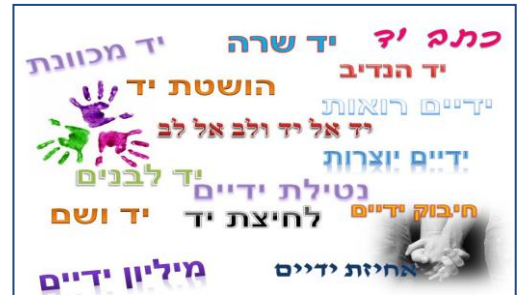 כתב יד
יד שרה
יד מכוונת
יד הנדיב
הושטת יד
ידיים רואות
יד אל יד ולב אל לב
ידיים יוצרות
יד לבנים
נטילת ידיים
חיבוק ידיים
לחיצת יד
יד ושם
אחיזת ידיים
מיליון ידיים